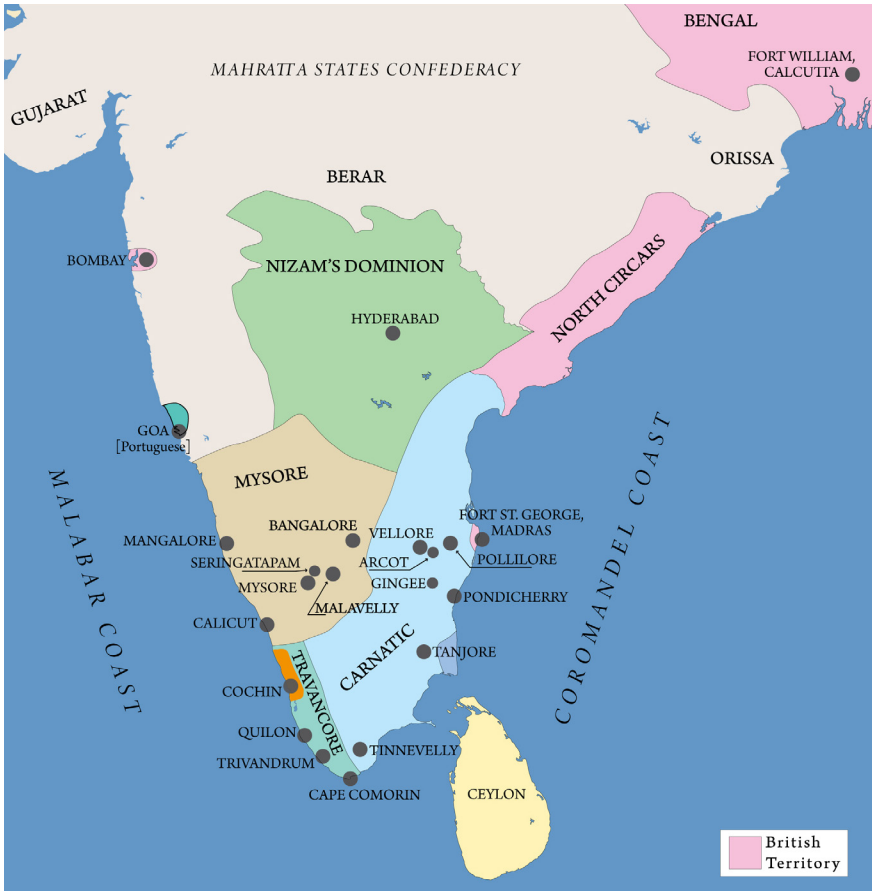 BENGAL
FORT WILLIAM,
CALCUTTA
MAHRATTA STATES CONFEDERACY
GUJARAT
ORISSA
BERAR
BOMBAY
NIZAM'S DOMINION
NORTH CIRCARS
HYDERABAD
GOA
[Portuguese]
MALABAR COAST
COROMANDEL COAST
MYSORE
FORT ST. GEORGE,
MADRAS
BANGALORE
VELLORE
MANGALORE
SERINGATAPAM
ARCOT
POLLILORE
MYSORE
GINGEE
PONDICHERRY
MALAVELLY
CALICUT
CARNATIC
TANJORE
TRAVANCORE
COCHIN
QUILON
TINNEVELLY
TRIVANDRUM
CAPE COMORIN
CEYLON
British
Territory